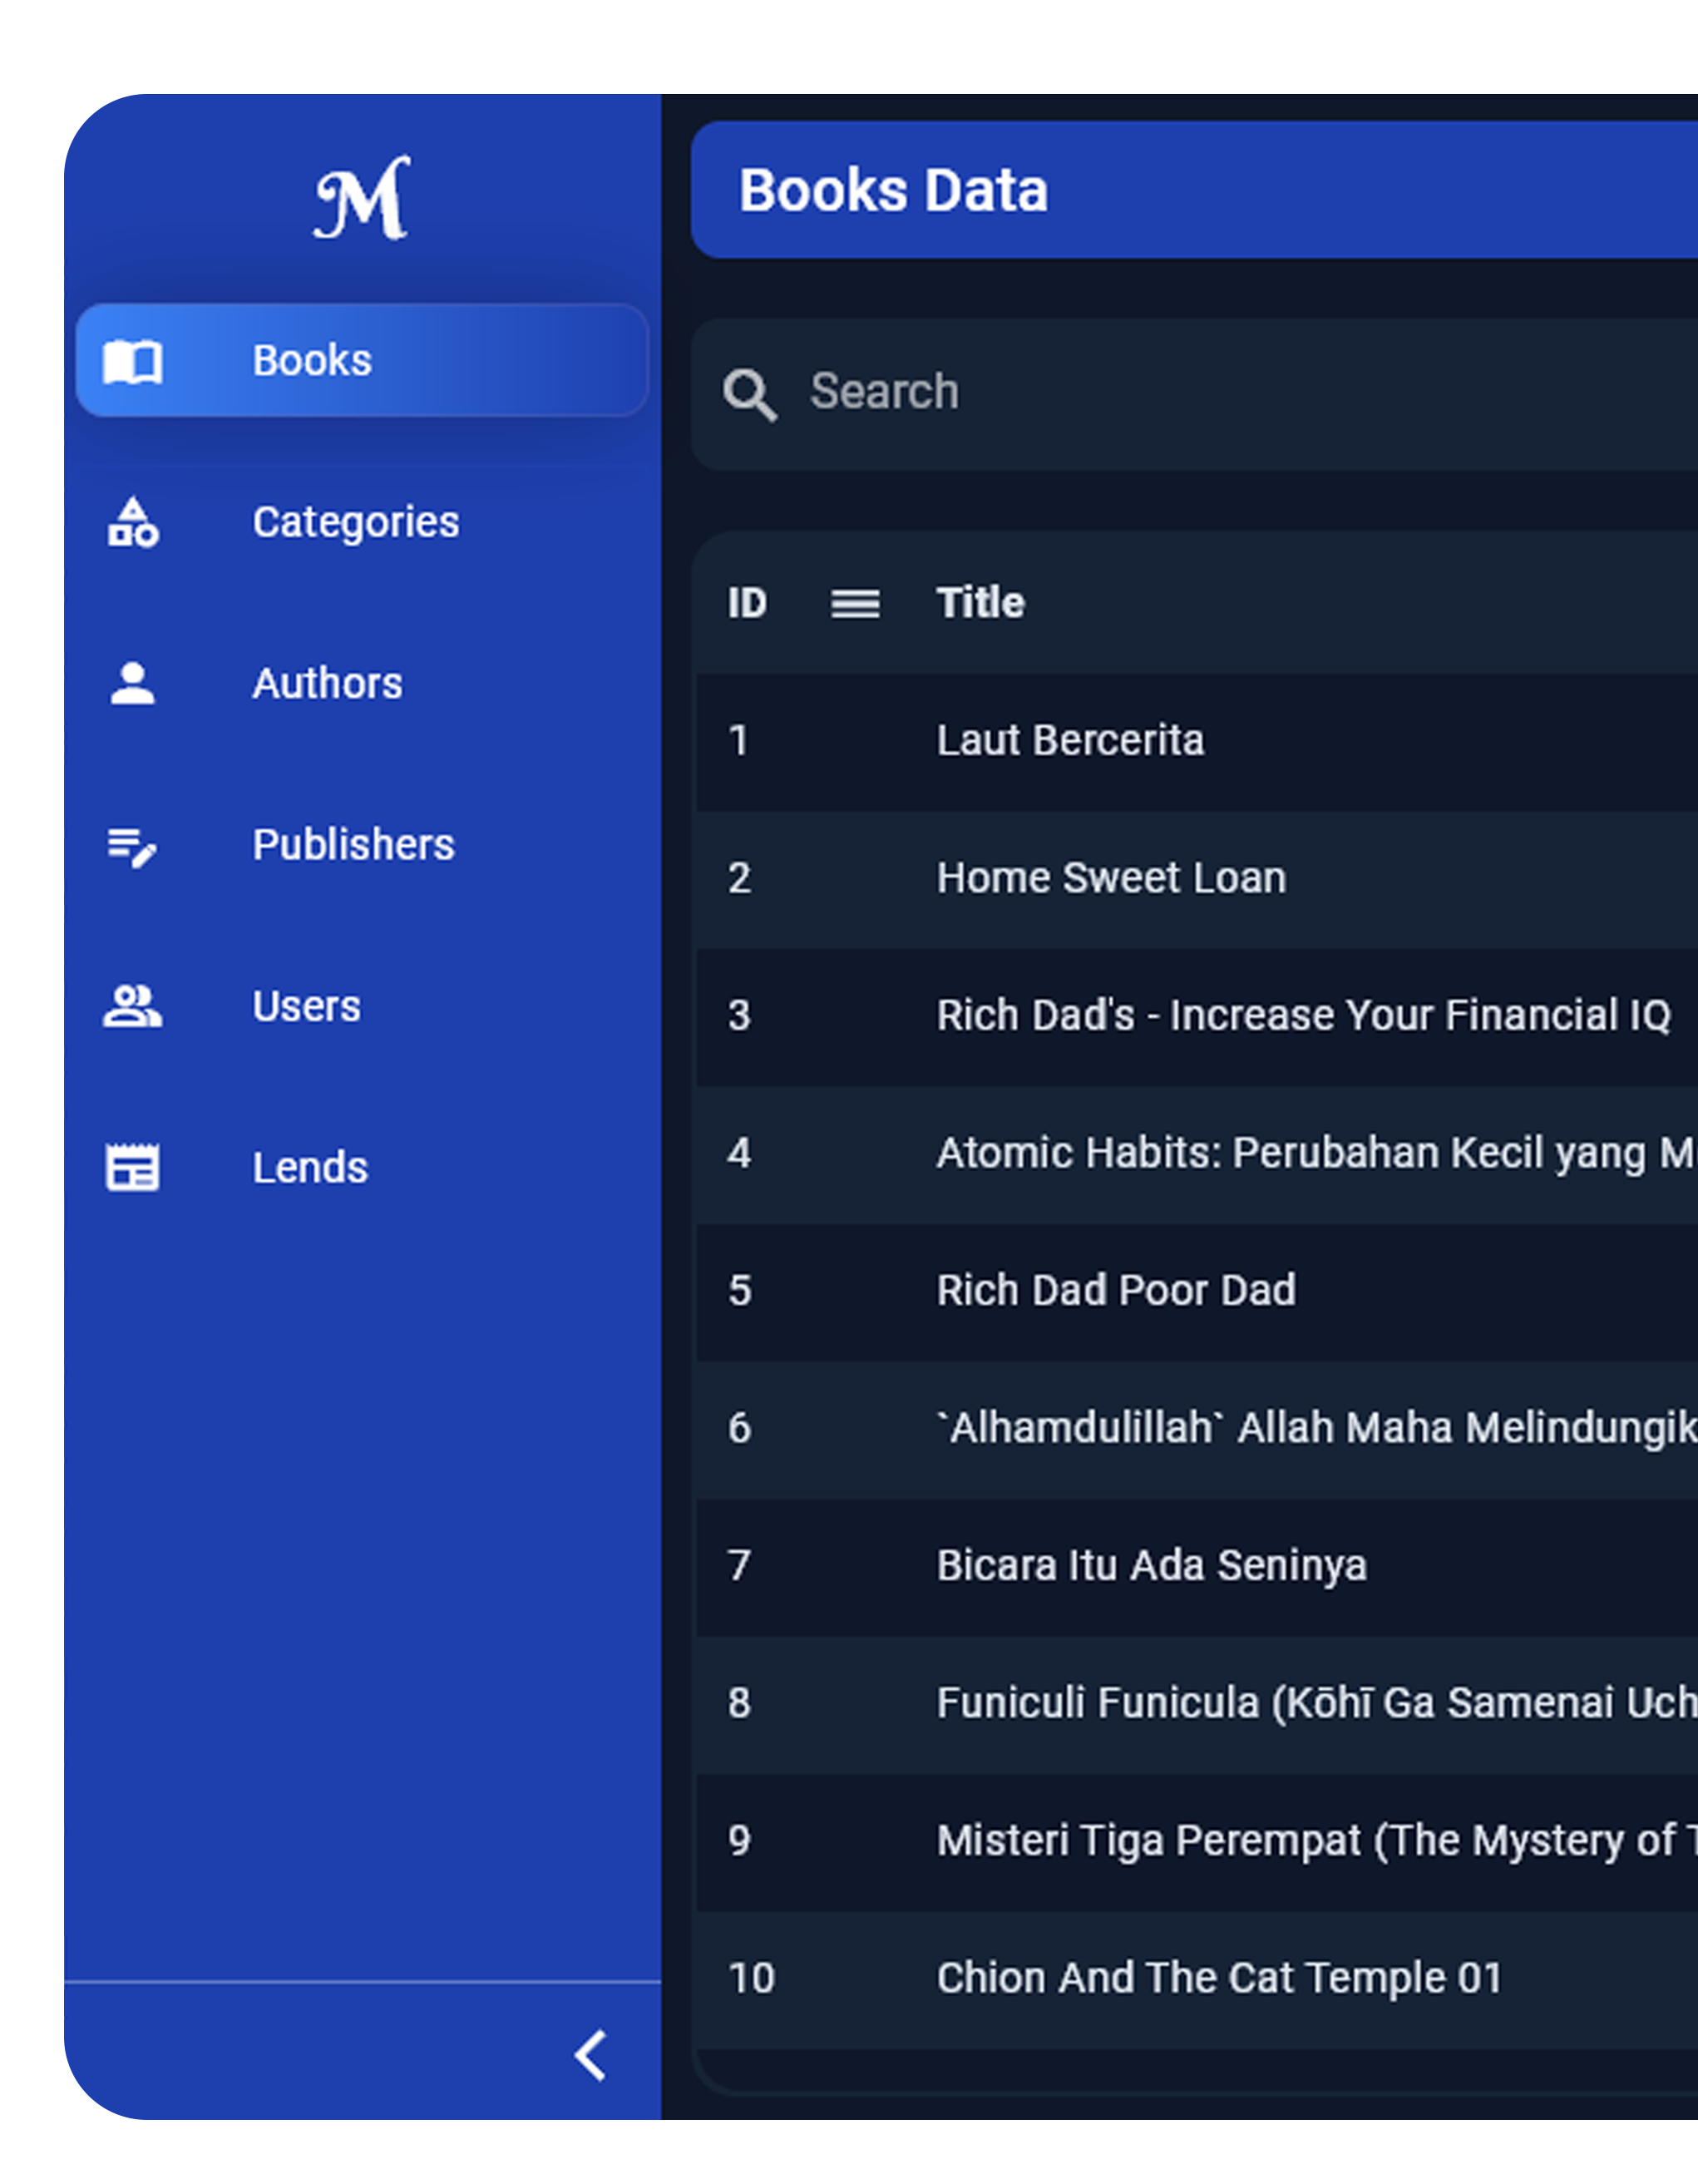 M
Books
Categories
Authors
Publishers
Users
Lends
Books Data
Search
ID Title
1 Laut Bercerita
2 Home Sweet Loan
3 Rich Dad's - Increase Your Financial IQ
4 Atomic Habits: Perubahan Kecil yang
5 Rich Dad Poor Dad
6 `Alhamdulillah` Allah Maha Melindungik
7 Bicara Itu Ada Seninya
8 Funiculi Funicula (Kōhī Ga Samenai Uch
9 Misteri Tiga Perempat (The Mystery of
10 Chion And The Cat Temple 01